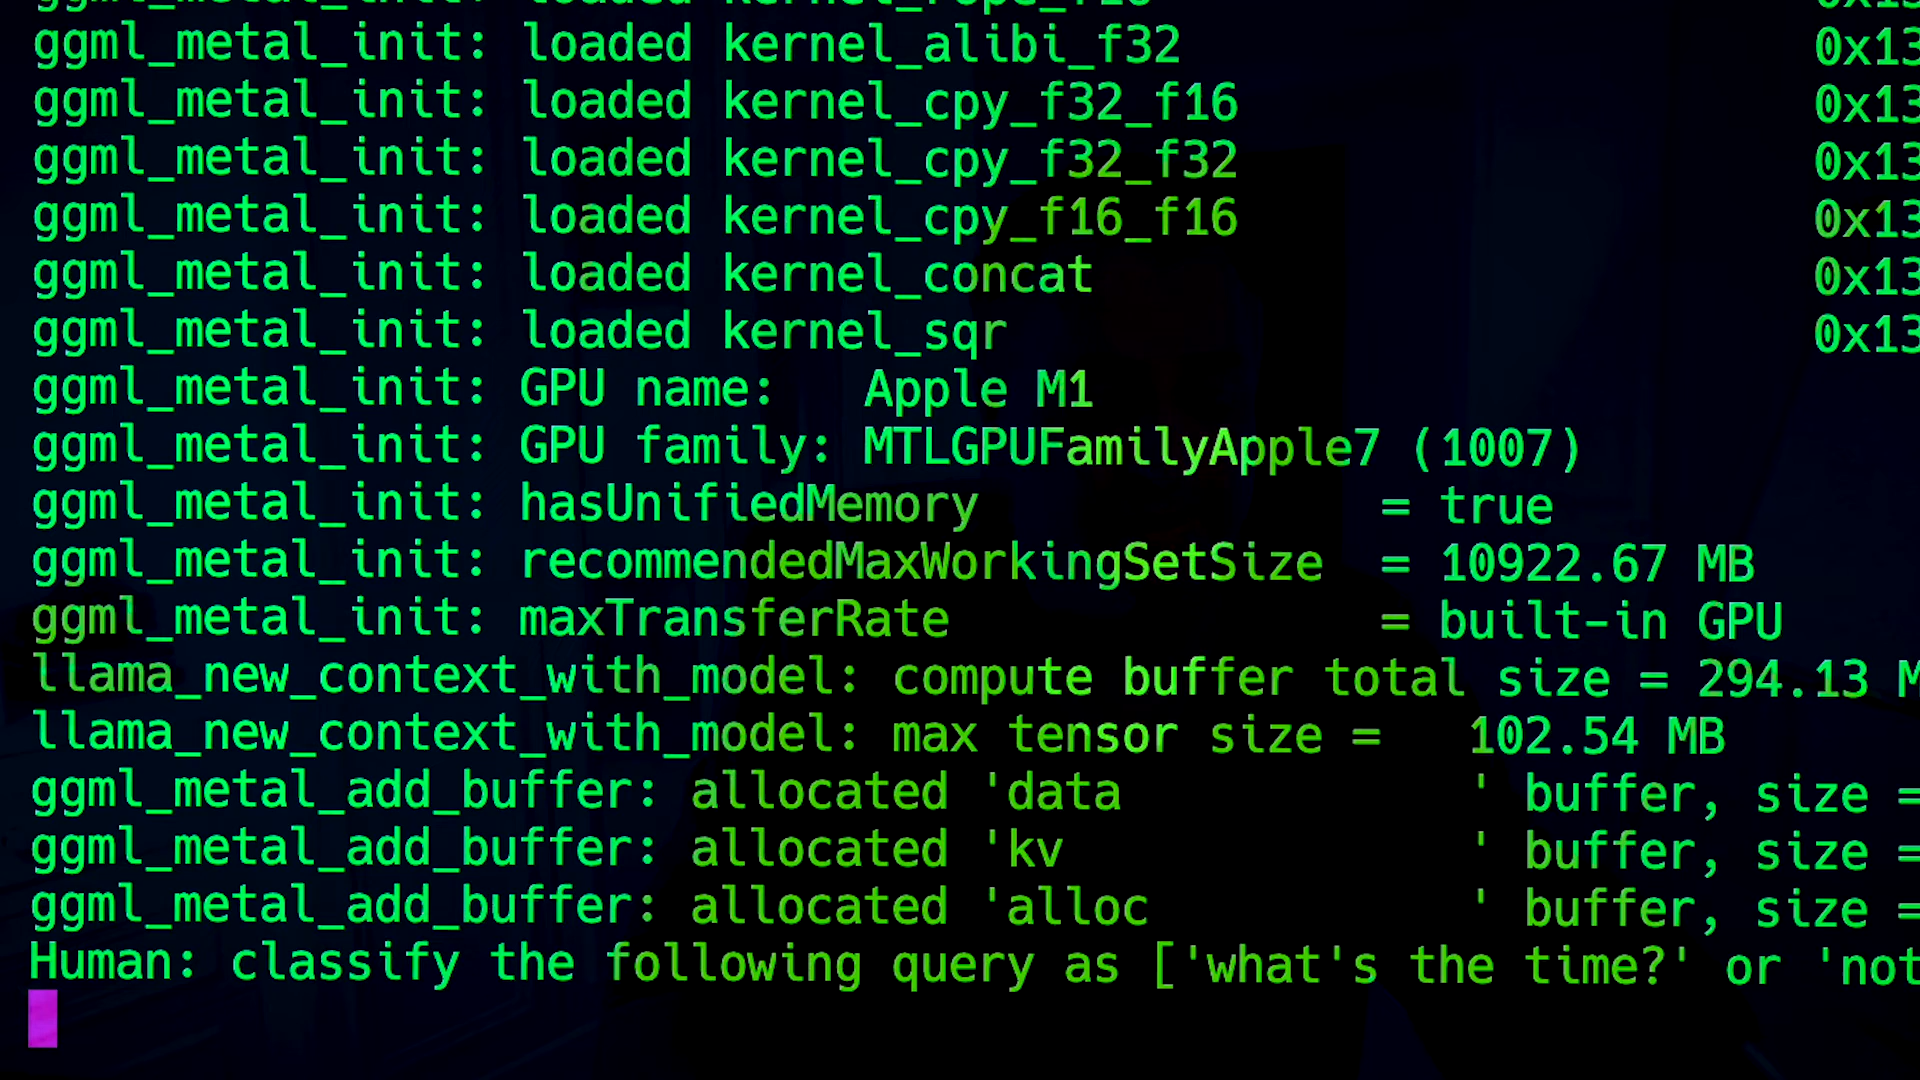 ggml_metal_init: loaded kernel_rope_f16 0x13
ggml_metal_init: loaded kernel_alibi_f32 0x13
ggml_metal_init: loaded kernel_cpy_f32_f16 0x13
ggml_metal_init: loaded kernel_cpy_f32_f32 0x13
ggml_metal_init: loaded kernel_cpy_f16_f16 0x13
ggml_metal_init: loaded kernel_concat 0x13
ggml_metal_init: loaded kernel_sqr 0x13
ggml_metal_init: GPU name: Apple M1
ggml_metal_init: GPU family: MTLGPUFamilyApple7 (1007)
ggml_metal_init: hasUnifiedMemory = true
ggml_metal_init: recommendedMaxWorkingSetSize = 10922.67 MB
ggml_metal_init: maxTransferRate = built-in GPU
llama_new_context_with_model: compute buffer total size = 294.13 M
llama_new_context_with_model: max tensor size = 102.54 MB
ggml_metal_add_buffer: allocated 'data ' buffer, size =
ggml_metal_add_buffer: allocated 'kv ' buffer, size =
ggml_metal_add_buffer: allocated 'alloc ' buffer, size =
Human: classify the following query as ['what's the time?' or 'not